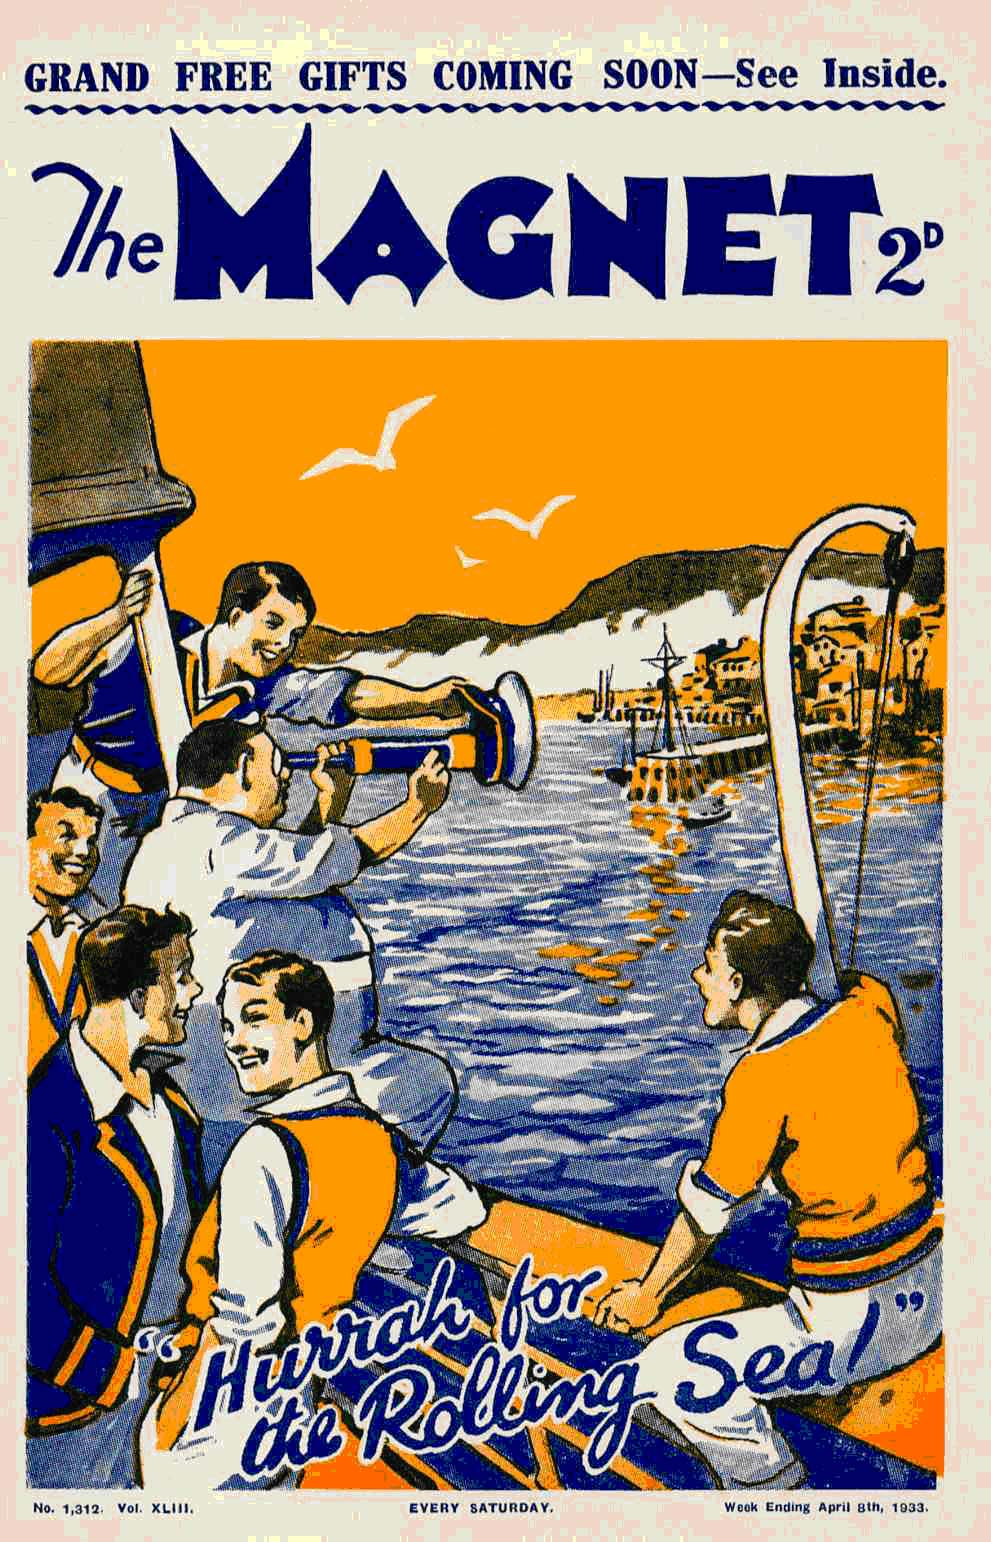 GRAND FREE GIFTS COMING SOON—See Inside.
The MAGNET 2D
"Hurrah for
the Rolling Sea!"
No. 1,312. Vol. XLIII. EVERY SATURDAY. Week Ending April 8th, 1933.